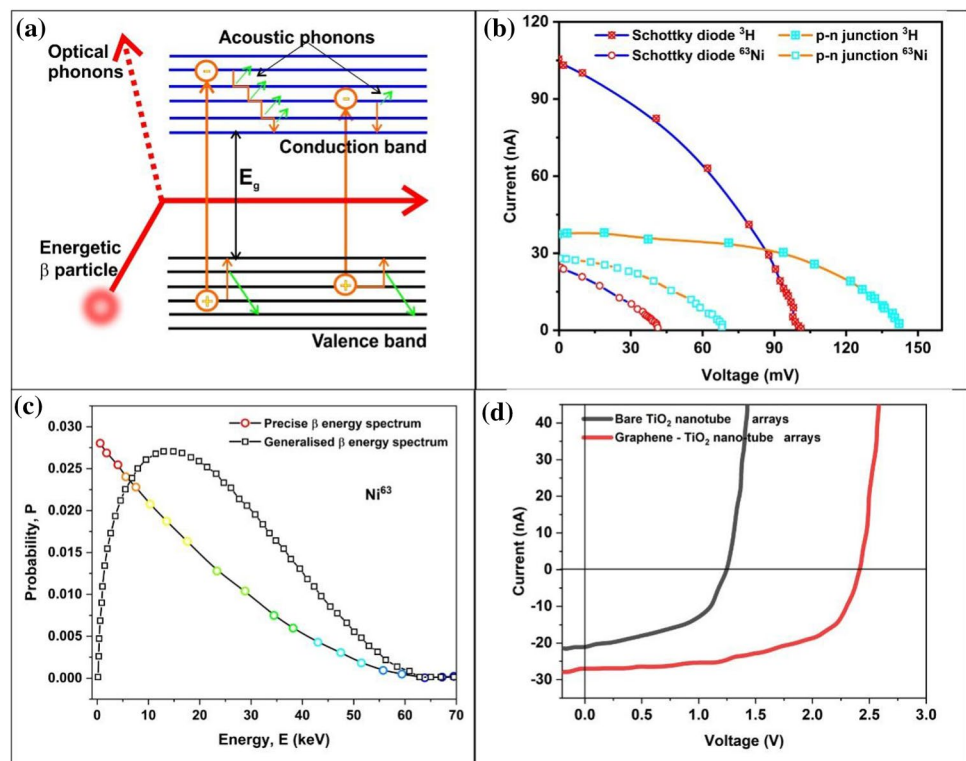 (a)
Optical
phonons
Acoustic phonons
Conduction band
E_g
Energetic
β particle
Valence band
(b)
Schottky diode ³H
p-n junction ³H
Schottky diode ⁶³Ni
p-n junction ⁶³Ni
Current (nA)
120
90
60
30
0
0
30
60
90
120
150
Voltage (mV)
(c)
Precise β energy spectrum
Generalised β energy spectrum
Ni⁶³
Probability, P
0.030
0.025
0.020
0.015
0.010
0.005
0.000
0
10
20
30
40
50
60
70
Energy, E (keV)
(d)
Bare TiO₂ nanotube arrays
Graphene - TiO₂ nano-tube arrays
Current (nA)
40
30
20
10
0
-10
-20
-30
0.0
0.5
1.0
1.5
2.0
2.5
3.0
Voltage (V)